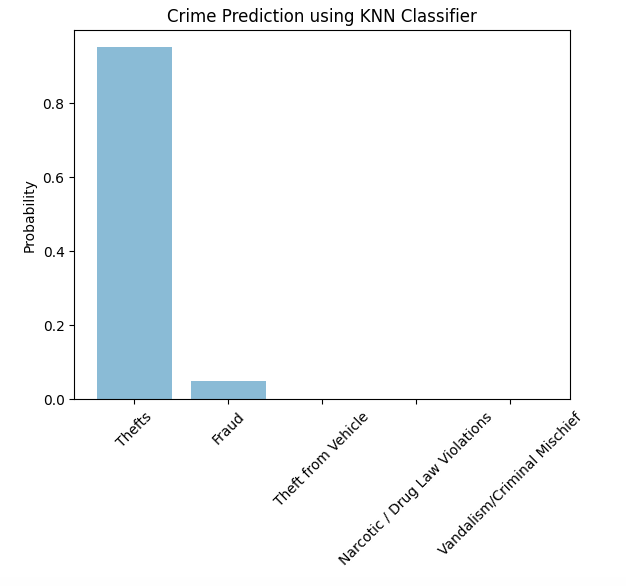 Crime Prediction using KNN Classifier
Probability
0.8
0.6
0.4
0.2
0.0
Thefts
Fraud
Theft from Vehicle
Narcotic / Drug Law Violations
Vandalism/Criminal Mischief